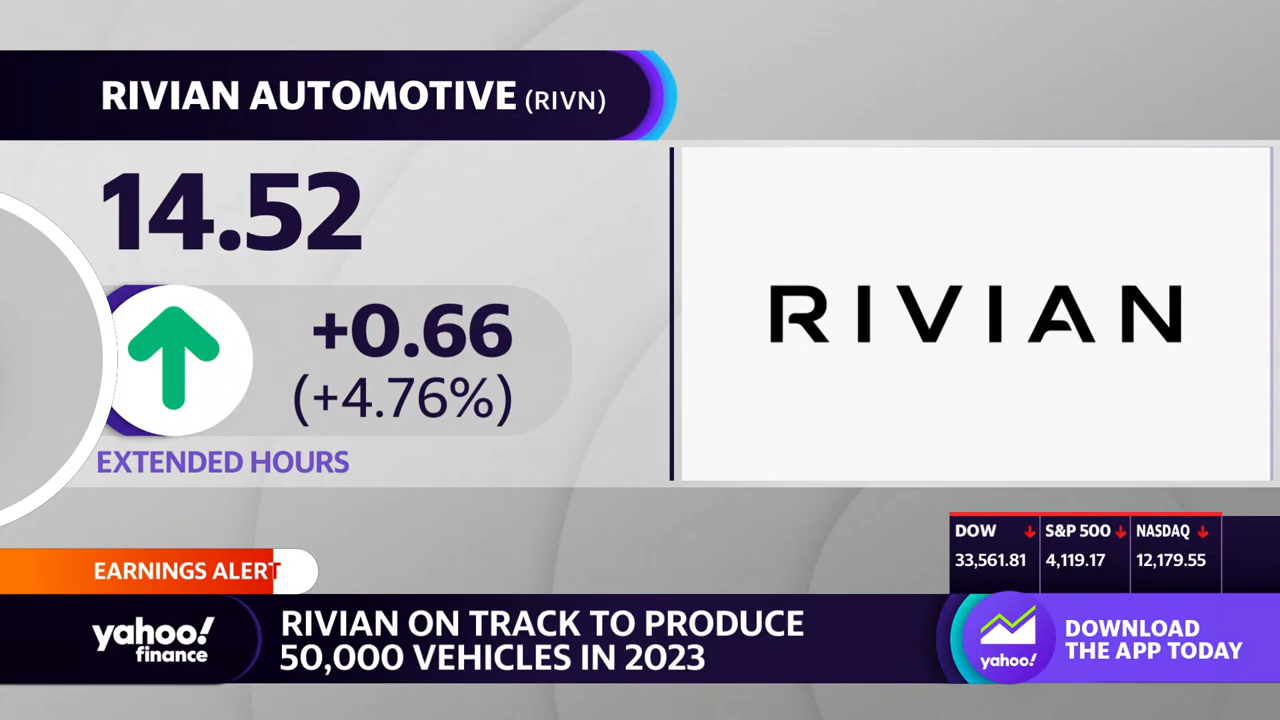 RIVIAN AUTOMOTIVE (RIVN)
14.52
+0.66
(+4.76%)
EXTENDED HOURS
RIVIAN
DOW
33,561.81
S&P 500
4,119.17
NASDAQ
12,179.55
EARNINGS ALERT
yahoo!
finance
RIVIAN ON TRACK TO PRODUCE
50,000 VEHICLES IN 2023
yahoo!
DOWNLOAD
THE APP TODAY